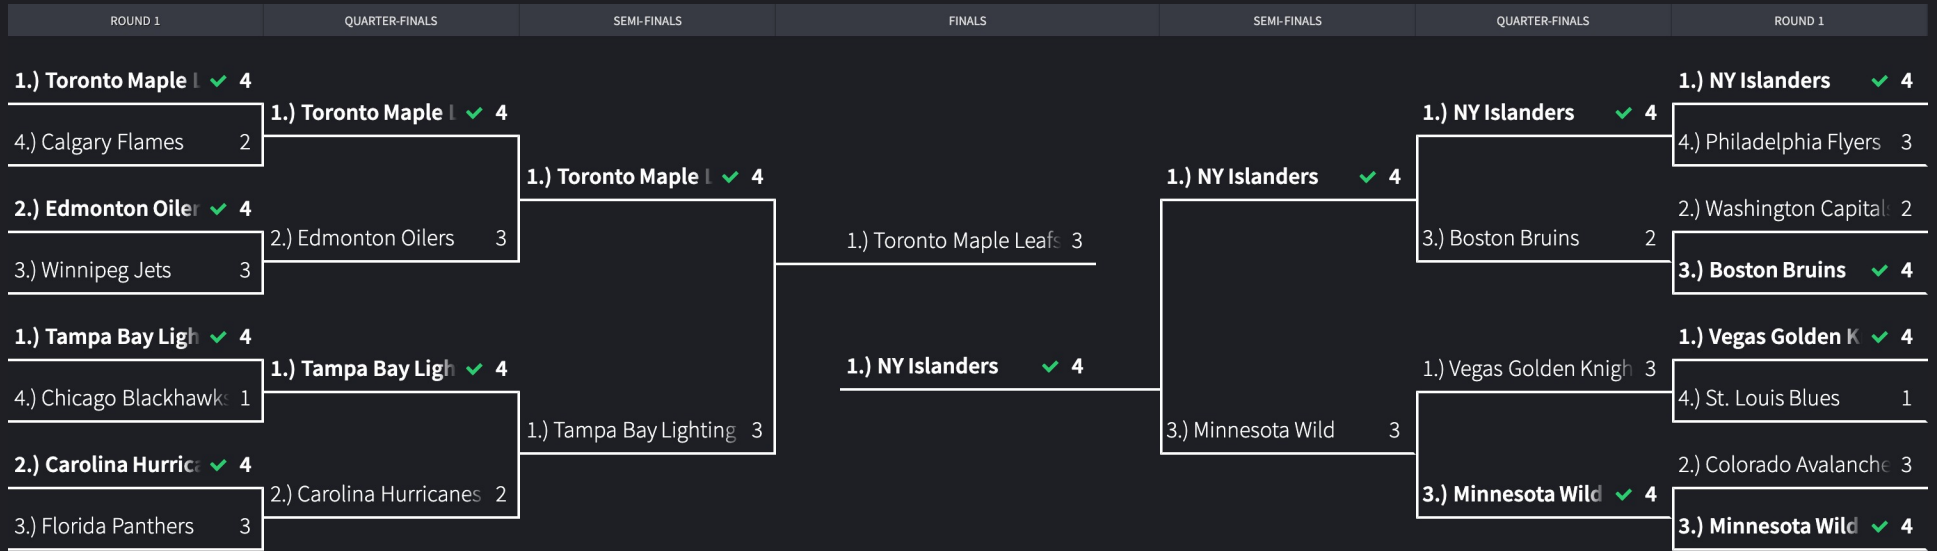 ROUND 1
1.) Toronto Maple L 4
4.) Calgary Flames 2
2.) Edmonton Oiler 4
3.) Winnipeg Jets 3
1.) Tampa Bay Ligh 4
4.) Chicago Blackhawks 1
2.) Carolina Hurrica 4
3.) Florida Panthers 3
QUARTER-FINALS
1.) Toronto Maple L 4
2.) Edmonton Oilers 3
1.) Tampa Bay Ligh 4
2.) Carolina Hurricanes 2
SEMI-FINALS
1.) Toronto Maple L 4
1.) Tampa Bay Lighting 3
FINALS
1.) Toronto Maple Leafs 3
1.) NY Islanders 4
SEMI-FINALS
1.) NY Islanders 4
3.) Minnesota Wild 3
QUARTER-FINALS
1.) NY Islanders 4
3.) Boston Bruins 2
1.) Vegas Golden Knigh 3
3.) Minnesota Wild 4
ROUND 1
1.) NY Islanders 4
4.) Philadelphia Flyers 3
2.) Washington Capitals 2
3.) Boston Bruins 4
1.) Vegas Golden K 4
4.) St. Louis Blues 1
2.) Colorado Avalanche 3
3.) Minnesota Wild 4